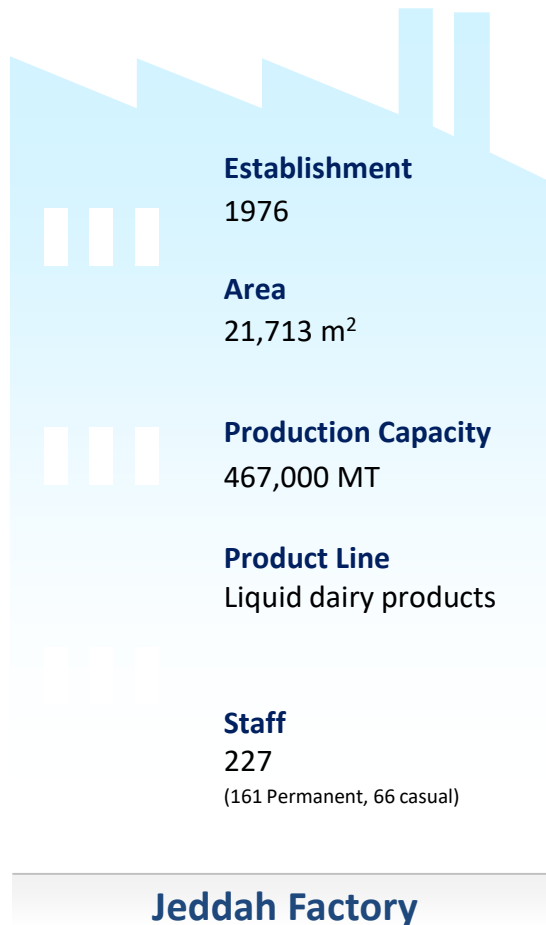 Establishment
1976
Area
21,713 m²
Production Capacity
467,000 MT
Product Line
Liquid dairy products
Staff
227
(161 Permanent, 66 casual)
Jeddah Factory